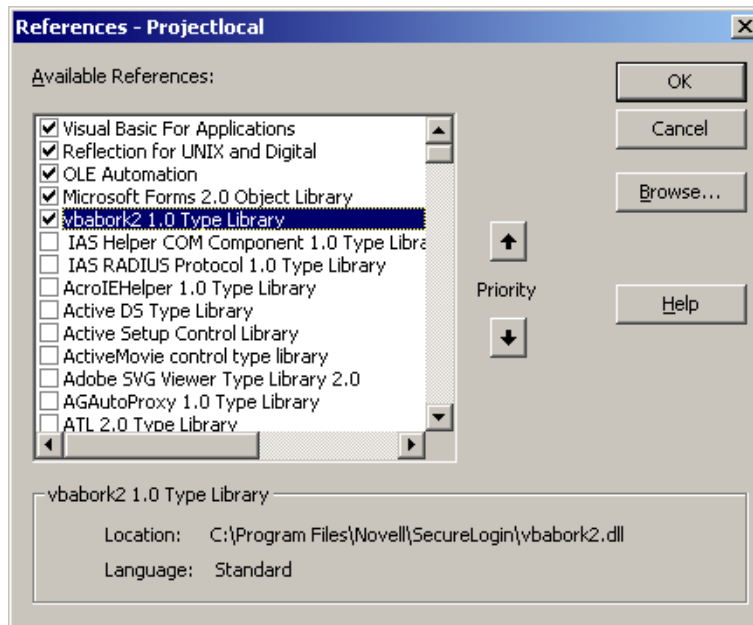 References - Projectlocal
Available References:
Visual Basic For Applications
Reflection for UNIX and Digital
OLE Automation
Microsoft Forms 2.0 Object Library
vbabork2 1.0 Type Library
IAS Helper COM Component 1.0 Type Libra
IAS RADIUS Protocol 1.0 Type Library
AcroIEHelper 1.0 Type Library
Active DS Type Library
Active Setup Control Library
ActiveMovie control type library
Adobe SVG Viewer Type Library 2.0
AGAutoProxy 1.0 Type Library
ATL 2.0 Type Library
Priority
OK
Cancel
Browse...
Help
vbabork2 1.0 Type Library
Location: C:\Program Files\Novell\SecureLogin\vbabork2.dll
Language: Standard